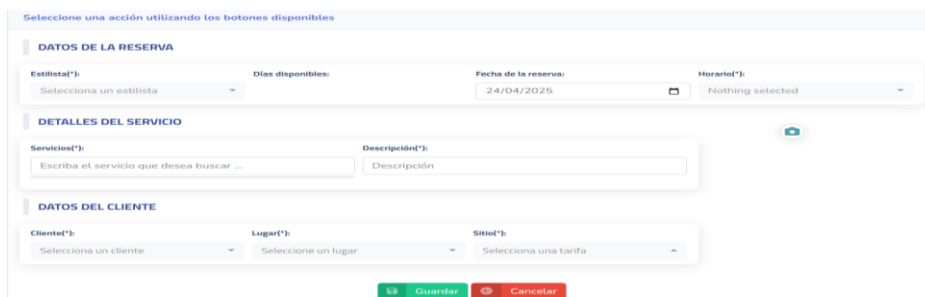 Seleccione una acción utilizando los botones disponibles
DATOS DE LA RESERVA
Estilista(*): Días disponibles: Fecha de la reserva: Horario(*):
Selecciona un estilista 24/04/2025 Nothing selected
DETALLES DEL SERVICIO
Servicios(*): Descripción(*):
Escriba el servicio que desea buscar ... Descripción
DATOS DEL CLIENTE
Cliente(*): Lugar(*): Sitio(*):
Selecciona un cliente Seleccione un lugar Selecciona una tarifa
Guardar Cancelar